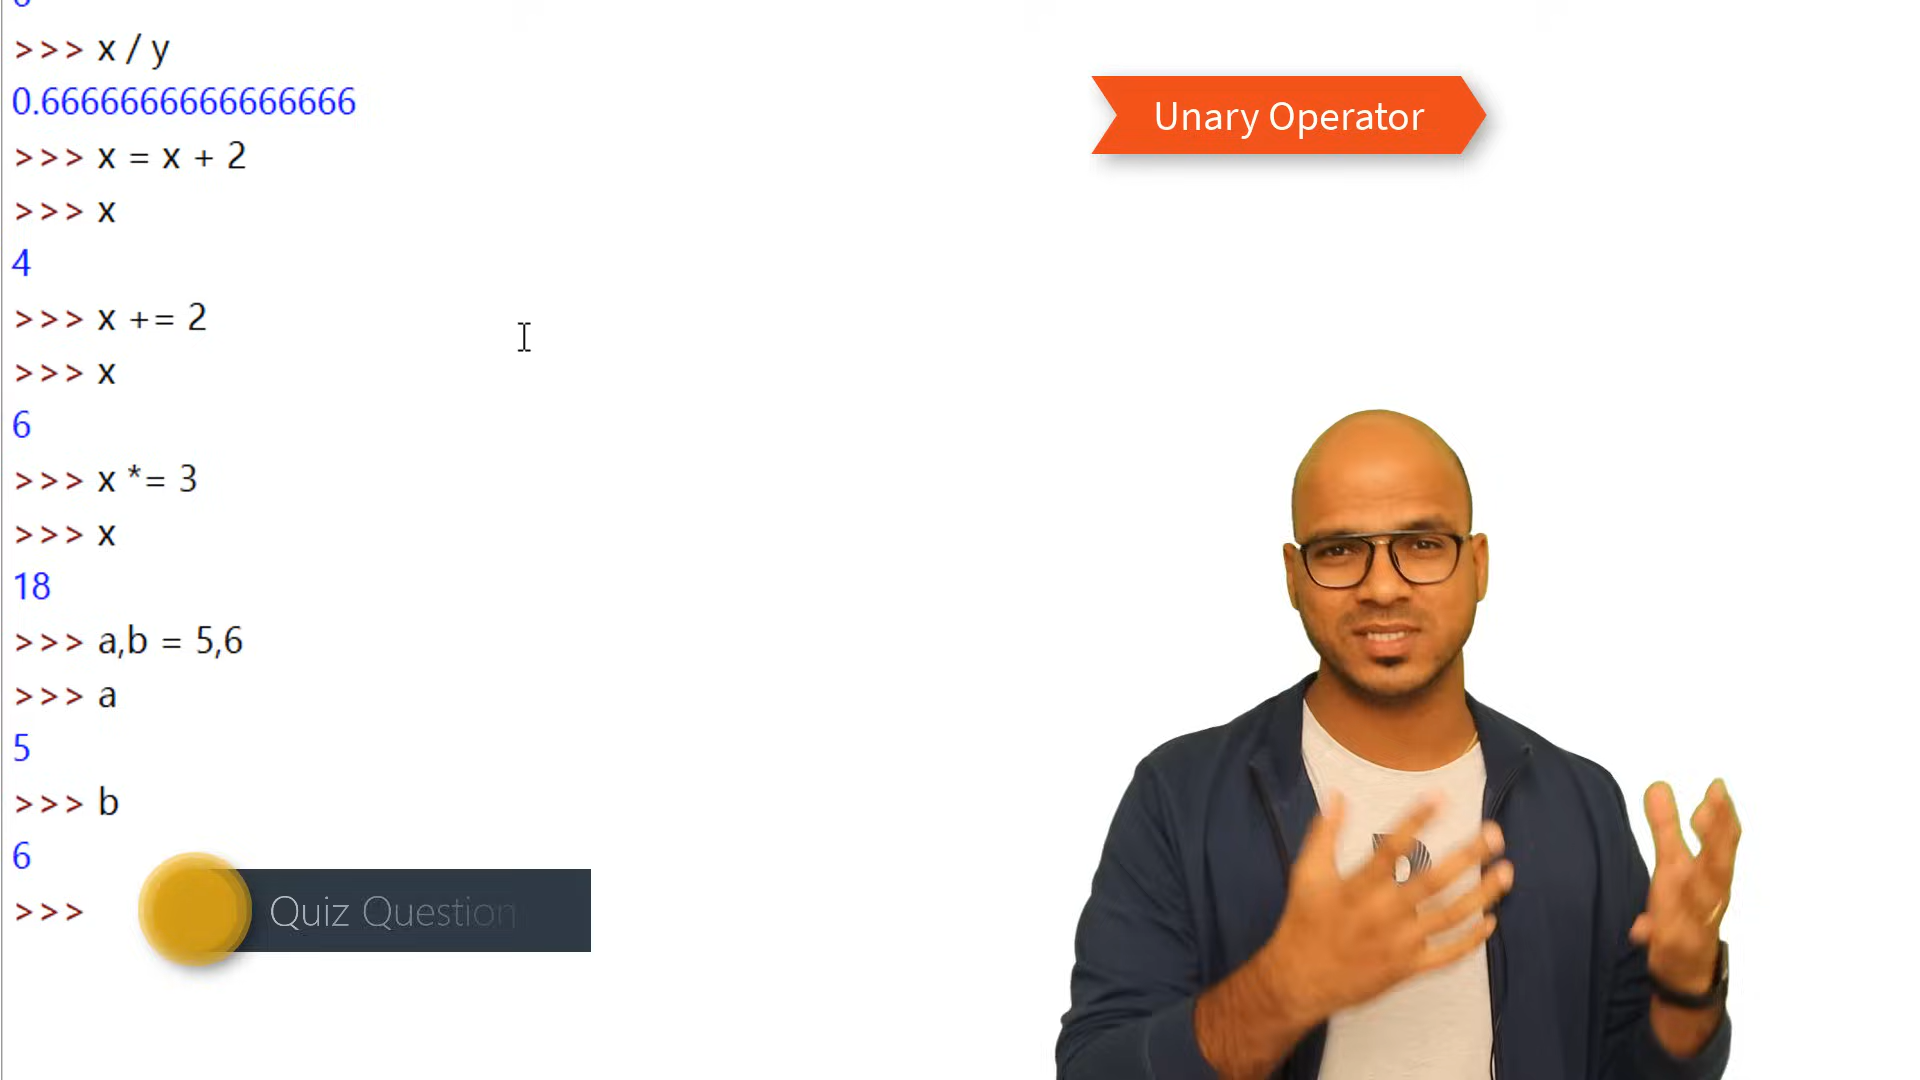 >>> x / y
0.6666666666666666
>>> x = x + 2
>>> x
4
>>> x += 2
>>> x
6
>>> x *= 3
>>> x
18
>>> a,b = 5,6
>>> a
5
>>> b
6
>>>
Quiz Question
Unary Operator